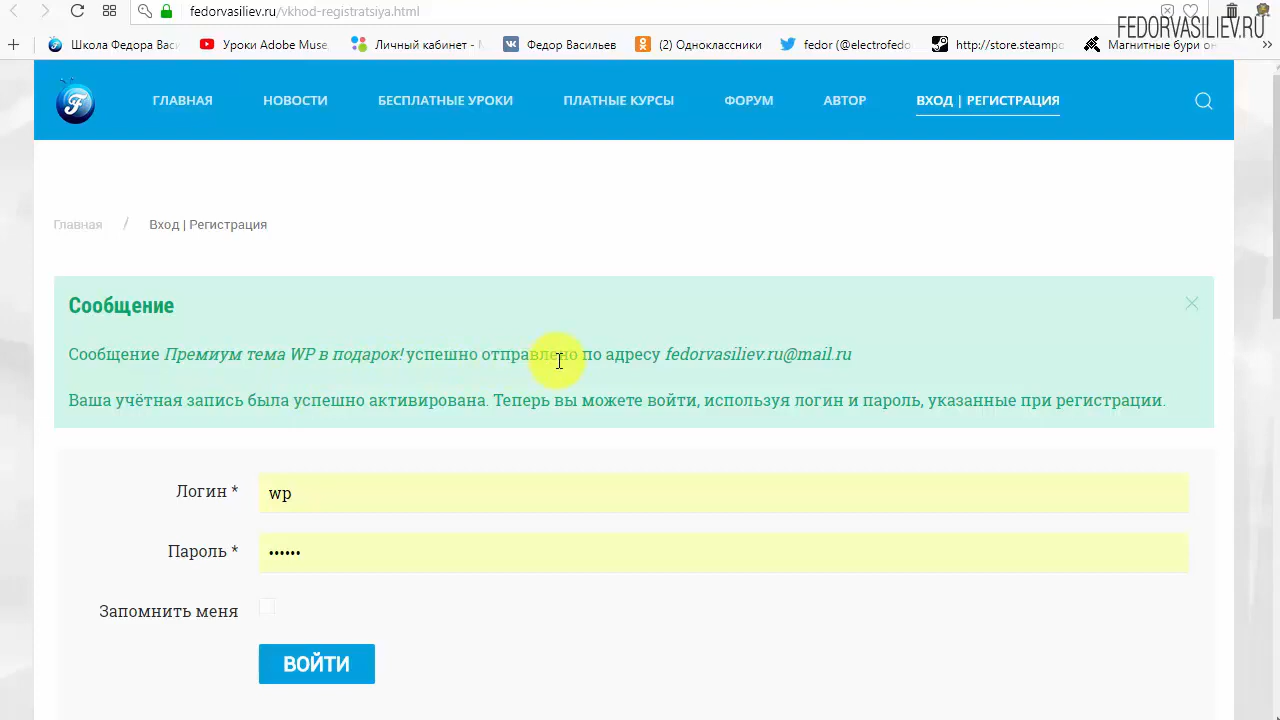 fedorvasiliev.ru/vkhod-registratsiya.html
FEDORVASILIEV.RU
Школа Федора Васи
Уроки Adobe Muse,
Личный кабинет - М
Федор Васильев
(2) Одноклассники
fedor (@electrofedo
http://store.steampo
Магнитные бури он
ГЛАВНАЯ
НОВОСТИ
БЕСПЛАТНЫЕ УРОКИ
ПЛАТНЫЕ КУРСЫ
ФОРУМ
АВТОР
ВХОД | РЕГИСТРАЦИЯ
Главная / Вход | Регистрация
Сообщение
Сообщение Премиум тема WP в подарок! успешно отправлено по адресу fedorvasiliev.ru@mail.ru
Ваша учётная запись была успешно активирована. Теперь вы можете войти, используя логин и пароль, указанные при регистрации.
Логин *
wp
Пароль *
••••••
Запомнить меня
ВОЙТИ